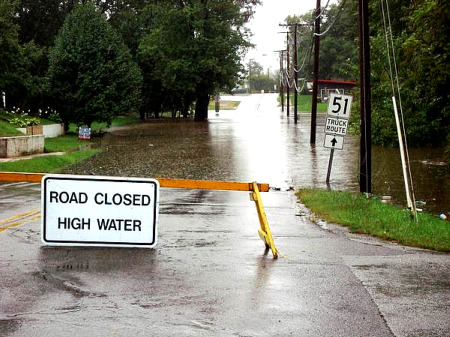 51
TRUCK
ROUTE
ROAD CLOSED
HIGH WATER